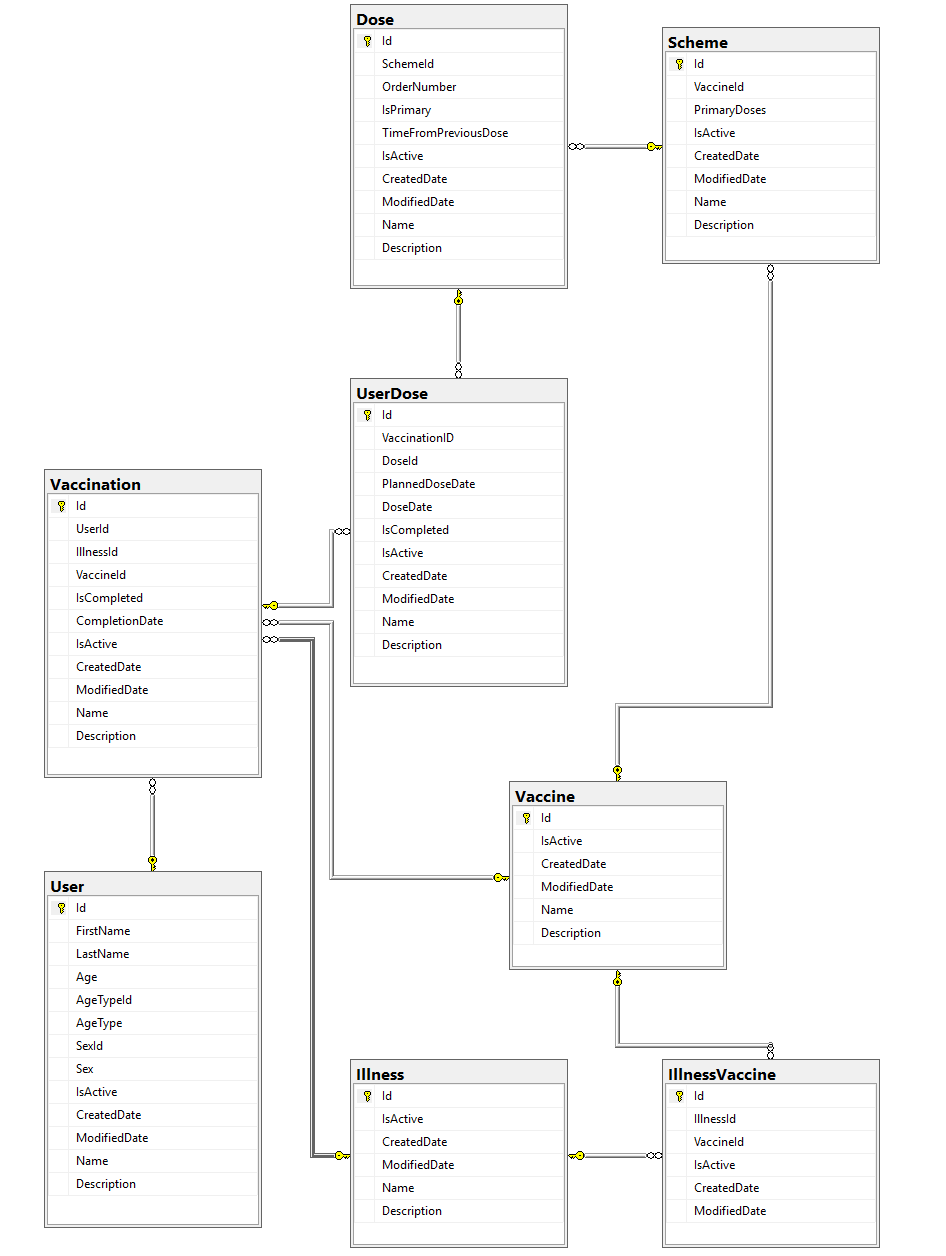 Dose
Id
SchemeId
OrderNumber
IsPrimary
TimeFromPreviousDose
IsActive
CreatedDate
ModifiedDate
Name
Description
Scheme
Id
VaccineId
PrimaryDoses
IsActive
CreatedDate
ModifiedDate
Name
Description
UserDose
Id
VaccinationID
DoseId
PlannedDoseDate
DoseDate
IsCompleted
IsActive
CreatedDate
ModifiedDate
Name
Description
Vaccination
Id
UserId
IllnessId
VaccineId
IsCompleted
CompletionDate
IsActive
CreatedDate
ModifiedDate
Name
Description
Vaccine
Id
IsActive
CreatedDate
ModifiedDate
Name
Description
User
Id
FirstName
LastName
Age
AgeTypeId
AgeType
SexId
Sex
IsActive
CreatedDate
ModifiedDate
Name
Description
Illness
Id
IsActive
CreatedDate
ModifiedDate
Name
Description
IllnessVaccine
Id
IllnessId
VaccineId
IsActive
CreatedDate
ModifiedDate